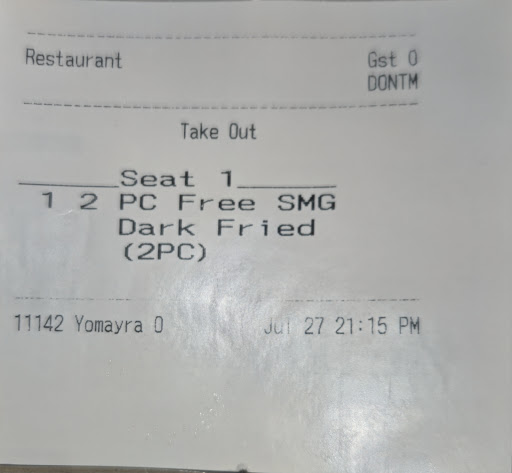 Restaurant Gst 0
DONTM
Take Out
Seat 1
1 2 PC Free SMG
Dark Fried
(2PC)
11142 Yomayra O Jul 27 21:15 PM